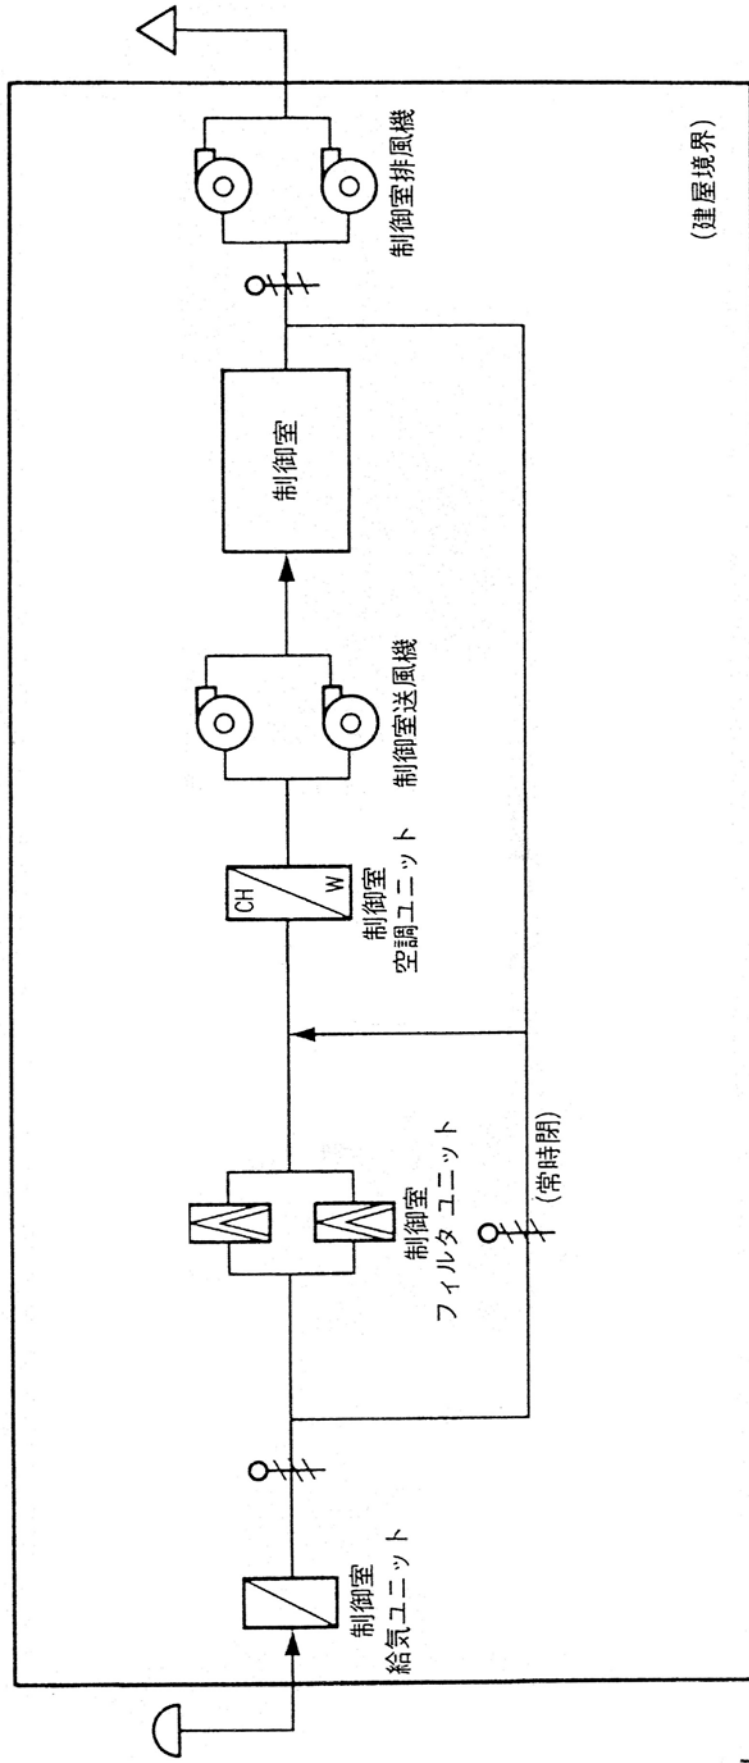 制御室
給気ユニット
制御室
フィルタ ユニット
(常時閉)
CH
W
制御室
空調ユニット
制御室送風機
制御室
制御室排風機
(建屋境界)